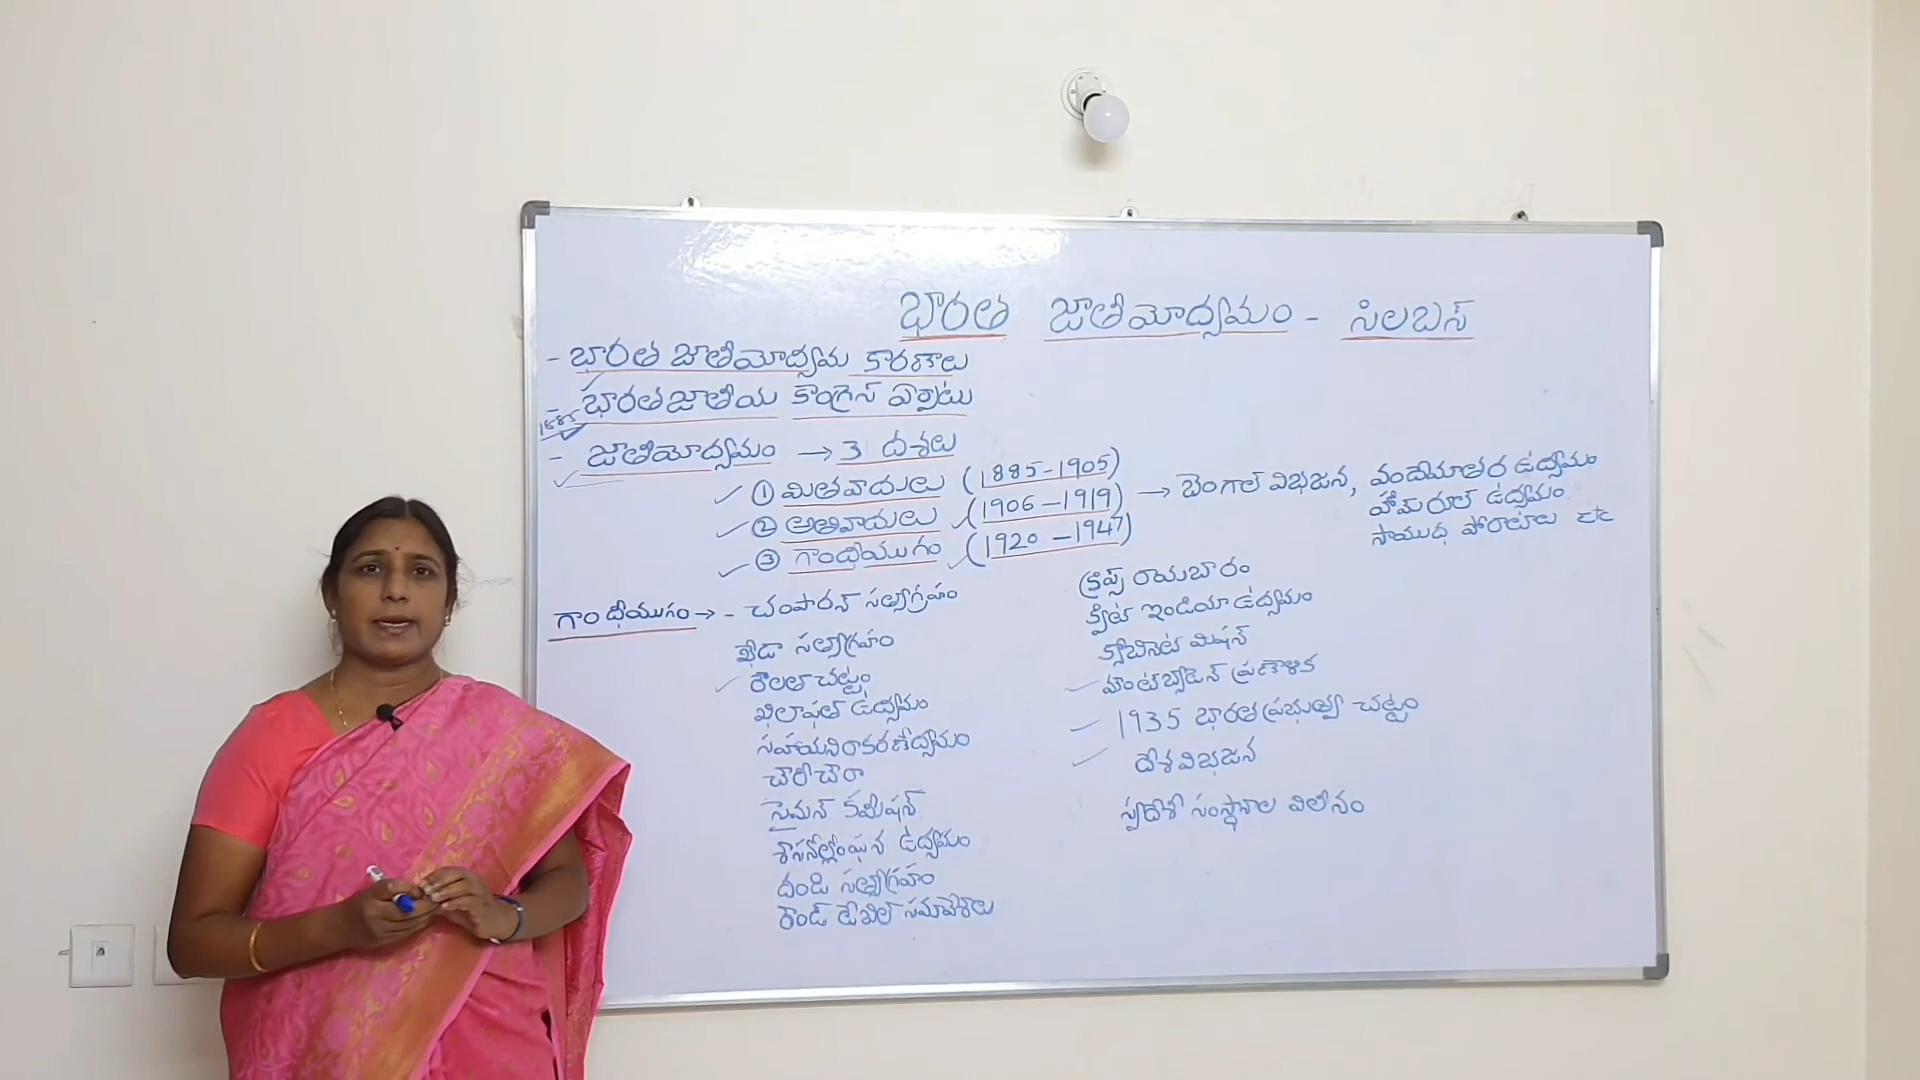 భారత జాతీయోద్యమం - సిలబస్
- భారత జాతీయోద్యమ కారణాలు
- భారత జాతీయ కాంగ్రెస్ ఏర్పాటు
1885
- జాతీయోద్యమం → 3 దశలు
① మితవాదులు (1885-1905)
② అతివాదులు (1906-1919) → బెంగాల్ విభజన, వందేమాతర ఉద్యమం
హోమ్ రూల్ ఉద్యమం
సాయుధ పోరాటాలు etc
③ గాంధీయుగం (1920-1947)
గాంధీయుగం → - చంపారన్ సత్యాగ్రహం
ఖేడా సత్యాగ్రహం
రౌలత్ చట్టం
ఖిలాఫత్ ఉద్యమం
సహాయనిరాకరణోద్యమం
చౌరీచౌరా
సైమన్ కమీషన్
శాసనోల్లంఘన ఉద్యమం
దండి సత్యాగ్రహం
రౌండ్ టేబిల్ సమావేశాలు
క్రిప్స్ రాయబారం
క్విట్ ఇండియా ఉద్యమం
క్యాబినెట్ మిషన్
మౌంట్ బ్యాటెన్ ప్రణాళిక
1935 భారత ప్రభుత్వ చట్టం
దేశ విభజన
స్వదేశీ సంస్థానాల విలీనం